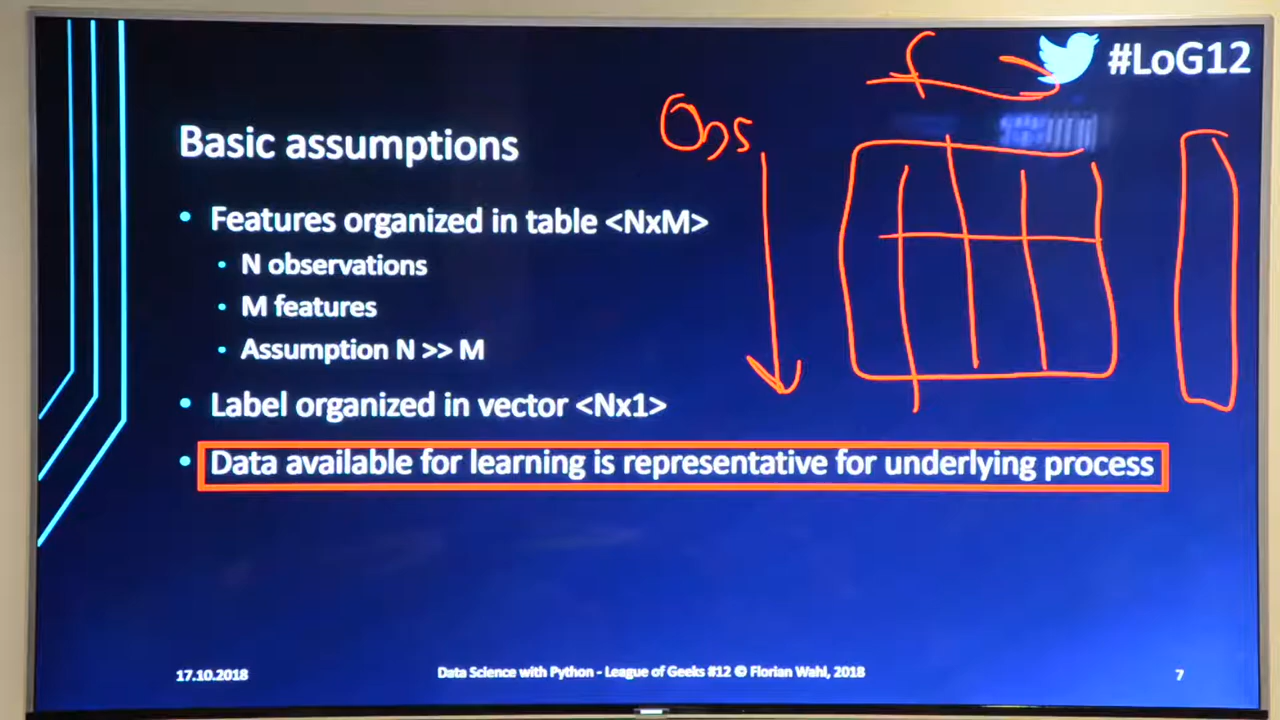 #LoG12
f
Obs
Basic assumptions
• Features organized in table <NxM>
• N observations
• M features
• Assumption N >> M
• Label organized in vector <Nx1>
• Data available for learning is representative for underlying process
17.10.2018
Data Science with Python - League of Geeks #12 © Florian Wahl, 2018
7